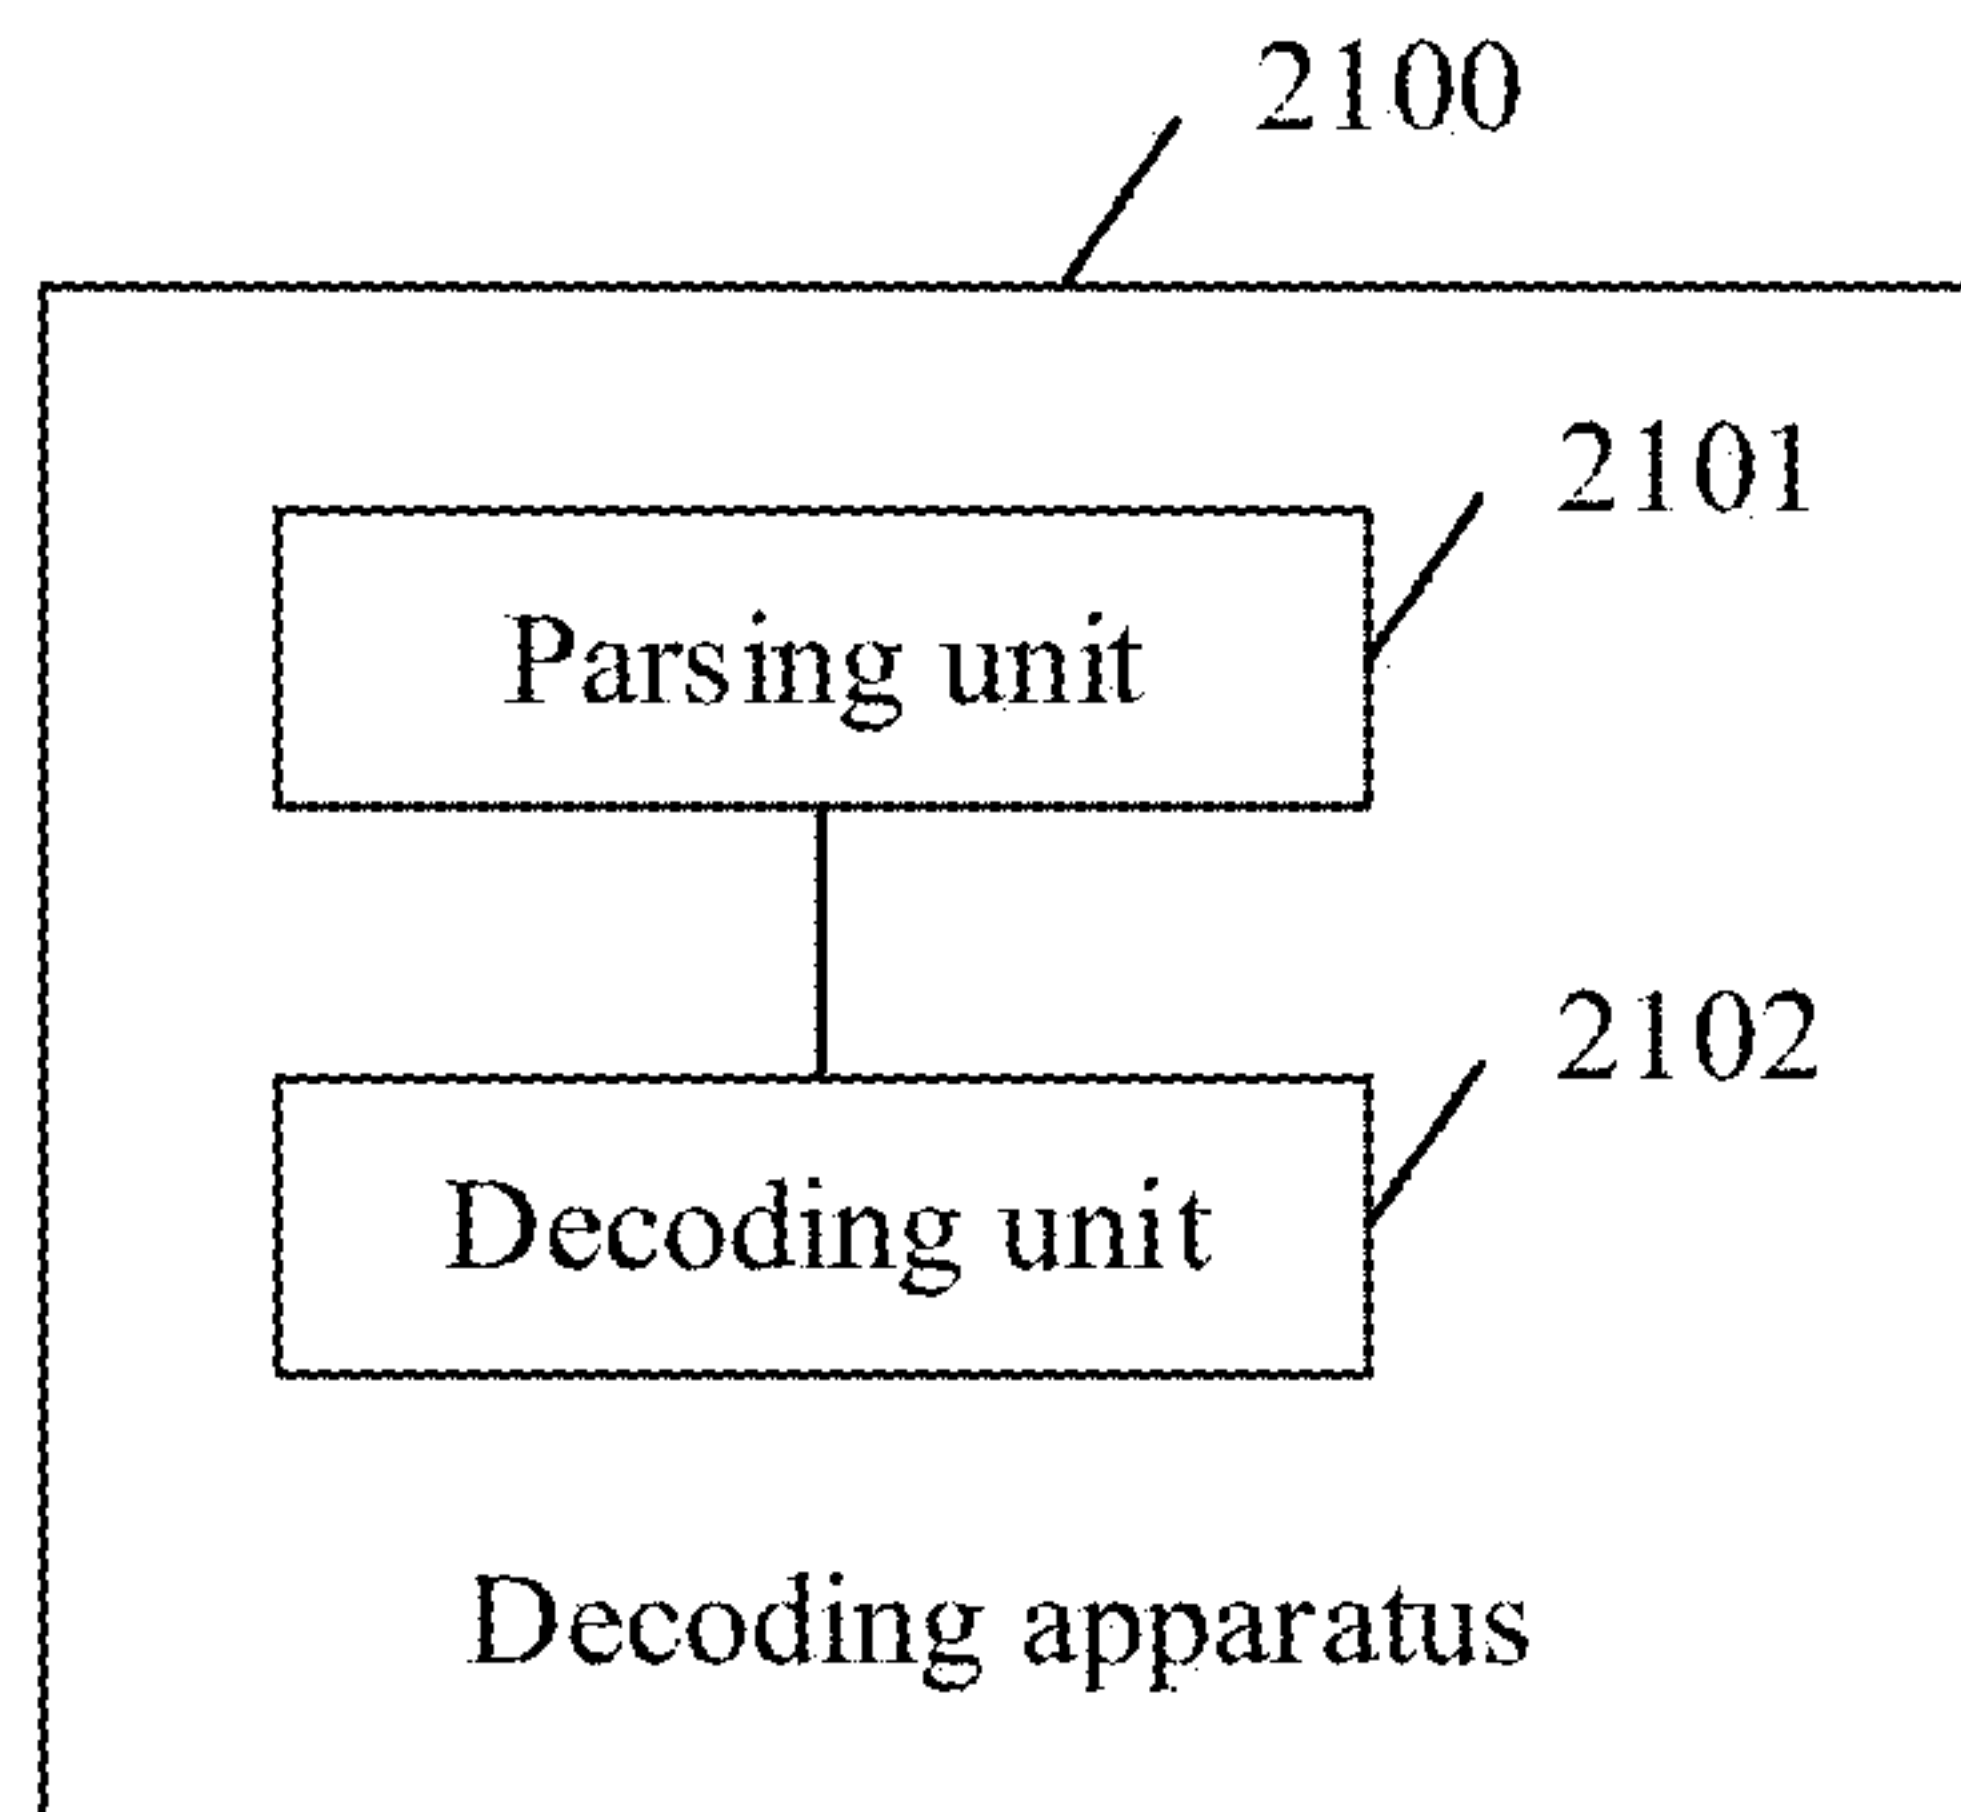 2100
2101
Parsing unit
2102
Decoding unit
Decoding apparatus